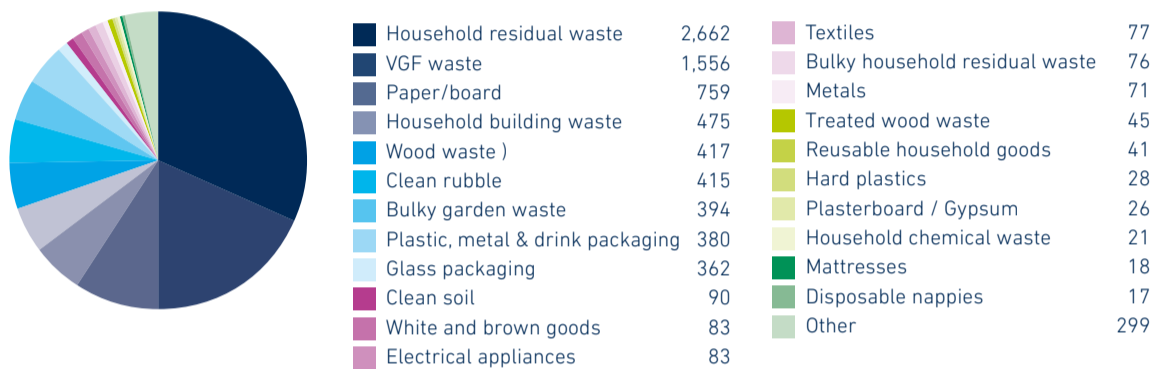 Household residual waste 2,662
VGF waste 1,556
Paper/board 759
Household building waste 475
Wood waste ) 417
Clean rubble 415
Bulky garden waste 394
Plastic, metal & drink packaging 380
Glass packaging 362
Clean soil 90
White and brown goods 83
Electrical appliances 83
Textiles 77
Bulky household residual waste 76
Metals 71
Treated wood waste 45
Reusable household goods 41
Hard plastics 28
Plasterboard / Gypsum 26
Household chemical waste 21
Mattresses 18
Disposable nappies 17
Other 299